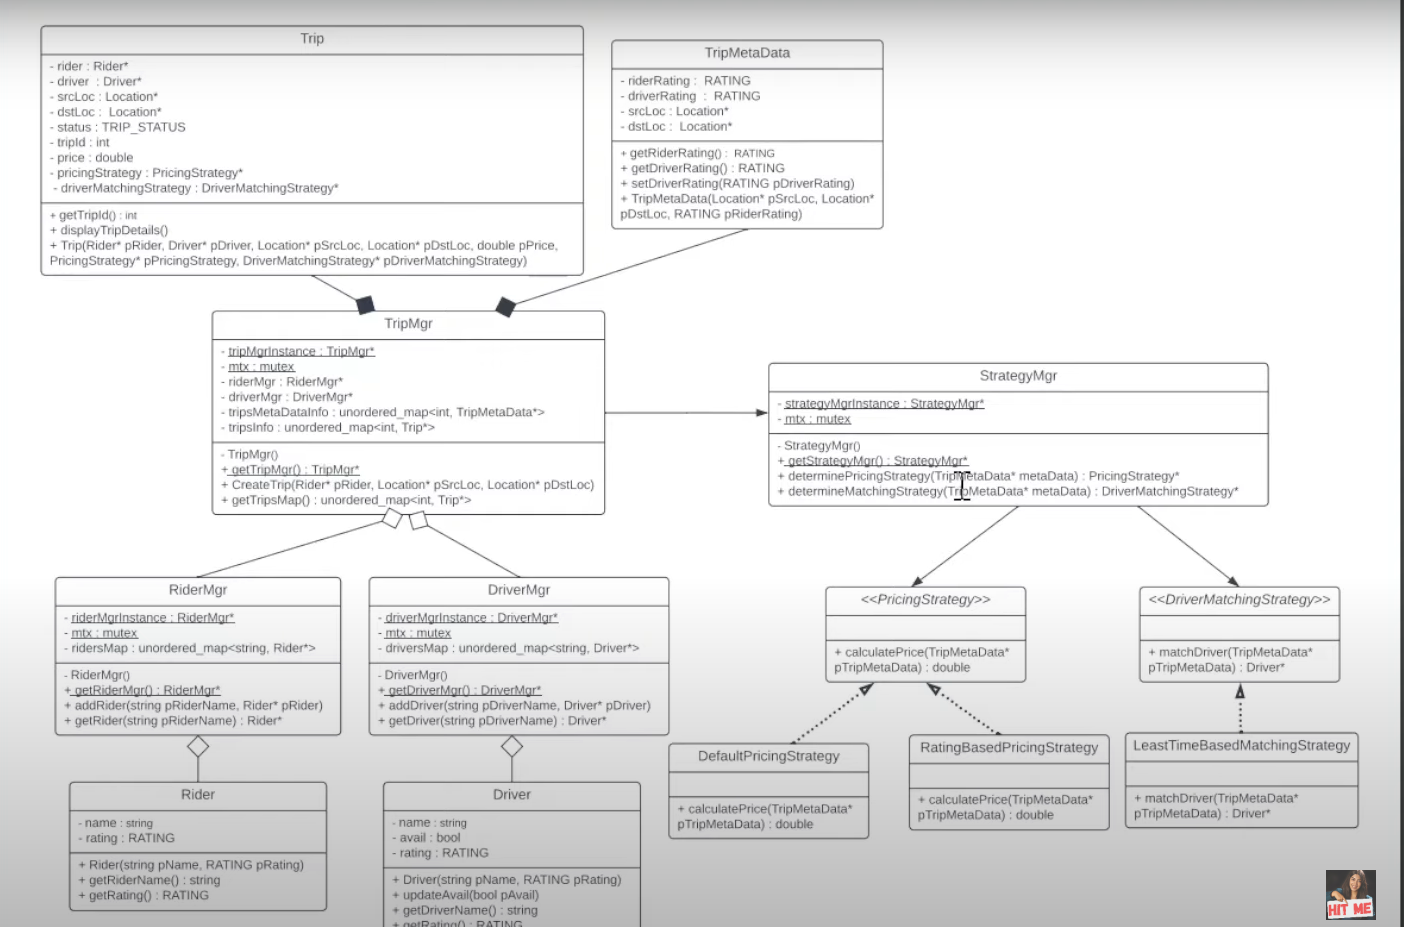 Trip
- rider : Rider*
- driver : Driver*
- srcLoc : Location*
- dstLoc : Location*
- status : TRIP_STATUS
- tripId : int
- price : double
- pricingStrategy : PricingStrategy*
- driverMatchingStrategy : DriverMatchingStrategy*
+ getTripId() : int
+ displayTripDetails()
+ Trip(Rider* pRider, Driver* pDriver, Location* pSrcLoc, Location* pDstLoc, double pPrice,
PricingStrategy* pPricingStrategy, DriverMatchingStrategy* pDriverMatchingStrategy)
TripMetaData
- riderRating : RATING
- driverRating : RATING
- srcLoc : Location*
- dstLoc : Location*
+ getRiderRating() : RATING
+ getDriverRating() : RATING
+ setDriverRating(RATING pDriverRating)
+ TripMetaData(Location* pSrcLoc, Location*
pDstLoc, RATING pRiderRating)
TripMgr
- tripMgrInstance : TripMgr*
- mtx : mutex
- riderMgr : RiderMgr*
- driverMgr : DriverMgr*
- tripsMetaDataInfo : unordered_map<int, TripMetaData*>
- tripsInfo : unordered_map<int, Trip*>
- TripMgr()
+ getTripMgr() : TripMgr*
+ CreateTrip(Rider* pRider, Location* pSrcLoc, Location* pDstLoc)
+ getTripsMap() : unordered_map<int, Trip*>
StrategyMgr
- strategyMgrInstance : StrategyMgr*
- mtx : mutex
- StrategyMgr()
+ getStrategyMgr() : StrategyMgr*
+ determinePricingStrategy(TripMetaData* metaData) : PricingStrategy*
+ determineMatchingStrategy(TripMetaData* metaData) : DriverMatchingStrategy*
RiderMgr
- riderMgrInstance : RiderMgr*
- mtx : mutex
- ridersMap : unordered_map<string, Rider*>
- RiderMgr()
+ getRiderMgr() : RiderMgr*
+ addRider(string pRiderName, Rider* pRider)
+ getRider(string pRiderName) : Rider*
DriverMgr
- driverMgrInstance : DriverMgr*
- mtx : mutex
- driversMap : unordered_map<string, Driver*>
- DriverMgr()
+ getDriverMgr() : DriverMgr*
+ addDriver(string pDriverName, Driver* pDriver)
+ getDriver(string pDriverName) : Driver*
<<PricingStrategy>>
+ calculatePrice(TripMetaData*
pTripMetaData) : double
<<DriverMatchingStrategy>>
+ matchDriver(TripMetaData*
pTripMetaData) : Driver*
DefaultPricingStrategy
+ calculatePrice(TripMetaData*
pTripMetaData) : double
RatingBasedPricingStrategy
+ calculatePrice(TripMetaData*
pTripMetaData) : double
LeastTimeBasedMatchingStrategy
+ matchDriver(TripMetaData*
pTripMetaData) : Driver*
Rider
- name : string
- rating : RATING
+ Rider(string pName, RATING pRating)
+ getRiderName() : string
+ getRating() : RATING
Driver
- name : string
- avail : bool
- rating : RATING
+ Driver(string pName, RATING pRating)
+ updateAvail(bool pAvail)
+ getDriverName() : string
+ getRating() : RATING
HIT ME